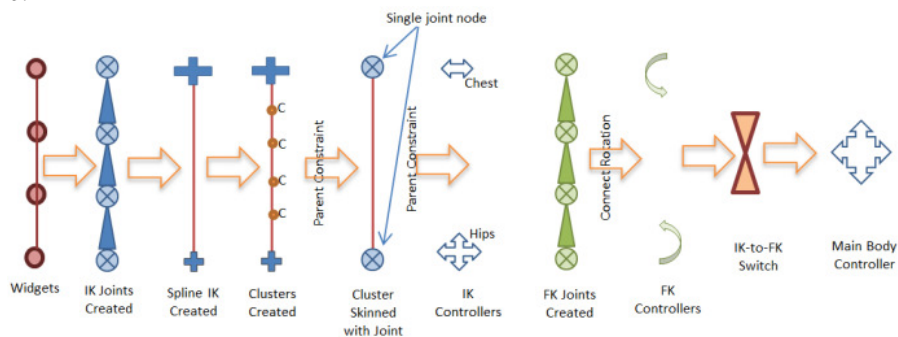 Single joint node
Chest
C
C
C
C
Parent Constraint
Parent Constraint
Connect Rotation
Hips
Widgets
IK Joints
Created
Spline IK
Created
Clusters
Created
Cluster
Skinned
with Joint
IK
Controllers
FK Joints
Created
FK
Controllers
IK-to-FK
Switch
Main Body
Controller